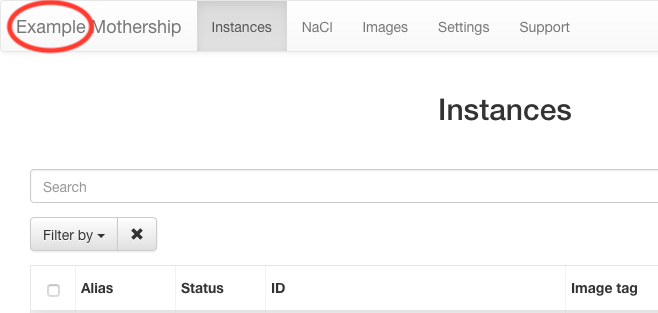 Example Mothership Instances NaCl Images Settings Support
Instances
Search
Filter by
Alias Status ID Image tag